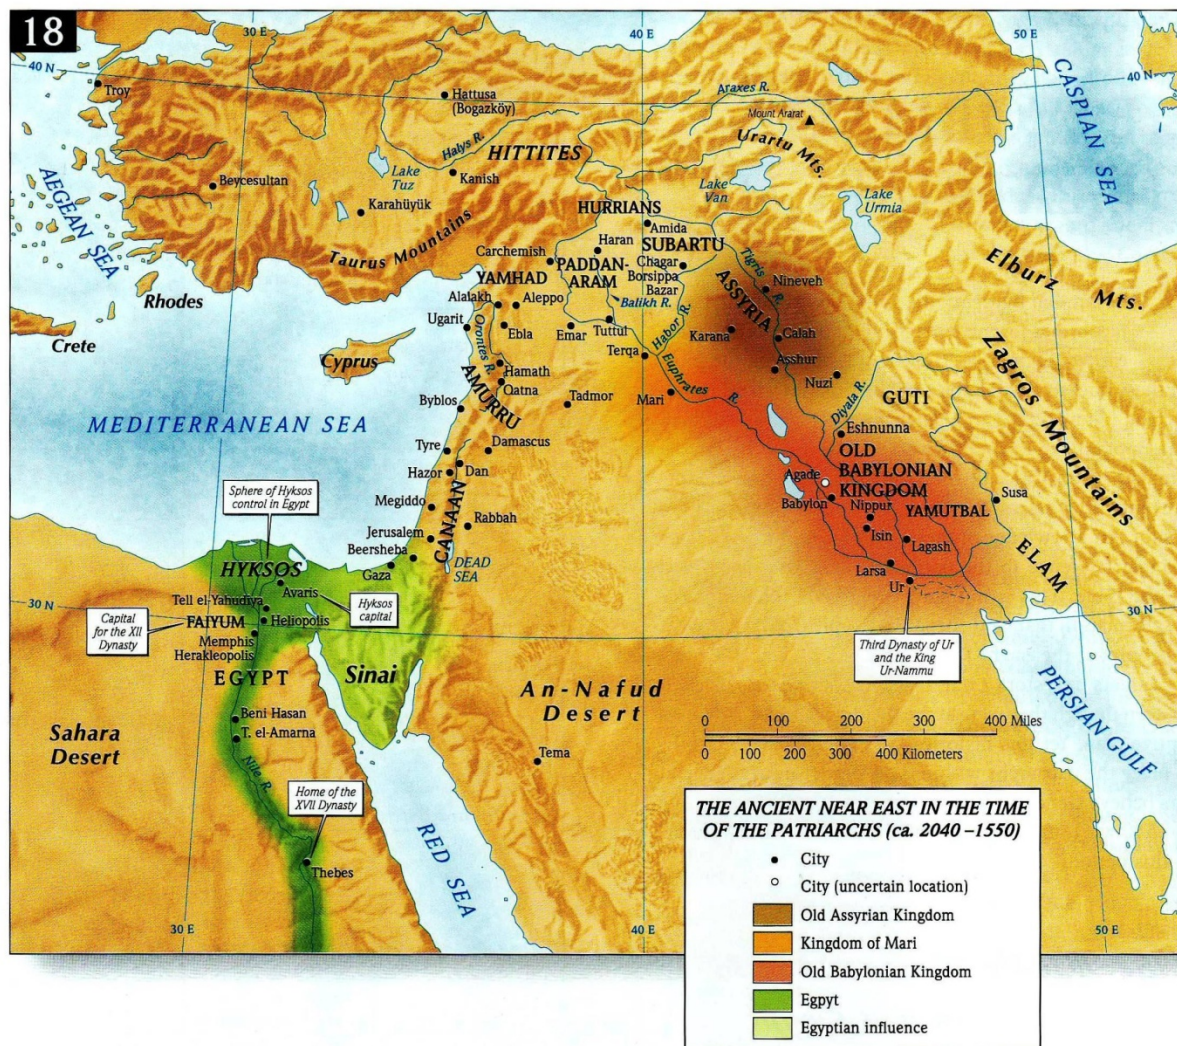 18
30 E
40 E
50 E
40 N
40 N
Troy
Hattusa
(Bogazköy)
Halys R.
HITTITES
Araxes R.
Mount Ararat
Urartu Mts.
CASPIAN SEA
AEGEAN SEA
Beycesultan
Lake
Tuz
Kanish
Karahüyük
Taurus Mountains
Lake
Van
Lake
Urmia
HURRIANS
Amida
SUBARTU
Haran
Carchemish
PADDAN-
ARAM
Chagar
Borsippa
Bazar
Tigris R.
Nineveh
ASSYRIA
Elburz Mts.
YAMHAD
Balikh R.
Habor R.
Rhodes
Alalakh
Aleppo
Ugarit
Orontes R.
Ebla
Emar
Tuttul
Karana
Calah
Crete
Cyprus
Terqa
Asshur
Hamath
Qatna
AMURRU
Tadmor
Mari
Euphrates R.
Nuzi
Diyala R.
GUTI
Zagros Mountains
Byblos
MEDITERRANEAN SEA
Eshnunna
Tyre
Damascus
OLD
BABYLONIAN
KINGDOM
Hazor
Dan
Agade
Babylon
Nippur
YAMUTBAL
Susa
Sphere of Hyksos
control in Egypt
Megiddo
CANAAN
Rabbah
Isin
Lagash
Jerusalem
Beersheba
Gaza
DEAD
SEA
Larsa
Ur
ELAM
HYKSOS
Avaris
Tell el-Yahudiya
Hyksos
capital
30 N
30 N
Capital
for the XII
Dynasty
FAIYUM
Heliopolis
Memphis
Herakleopolis
EGYPT
Sinai
Third Dynasty of Ur
and the King
Ur-Nammu
PERSIAN GULF
An-Nafud
Desert
Sahara
Desert
Beni Hasan
T. el-Amarna
Nile R.
Tema
0 100 200 300 400 Miles
0 100 200 300 400 Kilometers
Home of the
XVII Dynasty
RED SEA
Thebes
30 E
40 E
50 E
THE ANCIENT NEAR EAST IN THE TIME
OF THE PATRIARCHS (ca. 2040 –1550)
City
City (uncertain location)
Old Assyrian Kingdom
Kingdom of Mari
Old Babylonian Kingdom
Egpyt
Egyptian influence